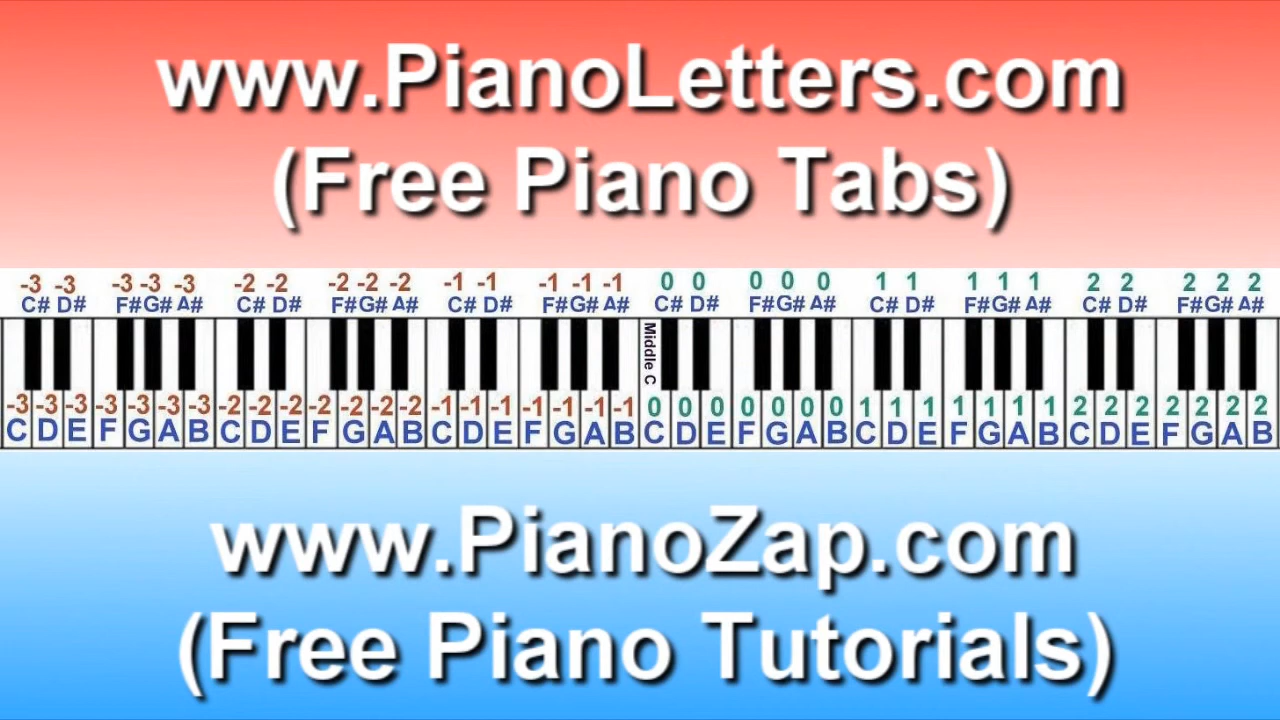 www.PianoLetters.com
(Free Piano Tabs)
-3 -3 -3 -3 -3 -2 -2 -2 -2 -2 -1 -1 -1 -1 -1 0 0 0 0 0 1 1 1 1 1 2 2 2 2 2
C# D# F# G# A# C# D# F# G# A# C# D# F# G# A# C# D# F# G# A# C# D# F# G# A# C# D# F# G# A#
Middle C
-3 -3 -3 -3 -3 -3 -3 -2 -2 -2 -2 -2 -2 -2 -1 -1 -1 -1 -1 -1 -1 0 0 0 0 0 0 0 1 1 1 1 1 1 1 2 2 2 2 2 2 2
C D E F G A B C D E F G A B C D E F G A B C D E F G A B C D E F G A B C D E F G A B
www.PianoZap.com
(Free Piano Tutorials)